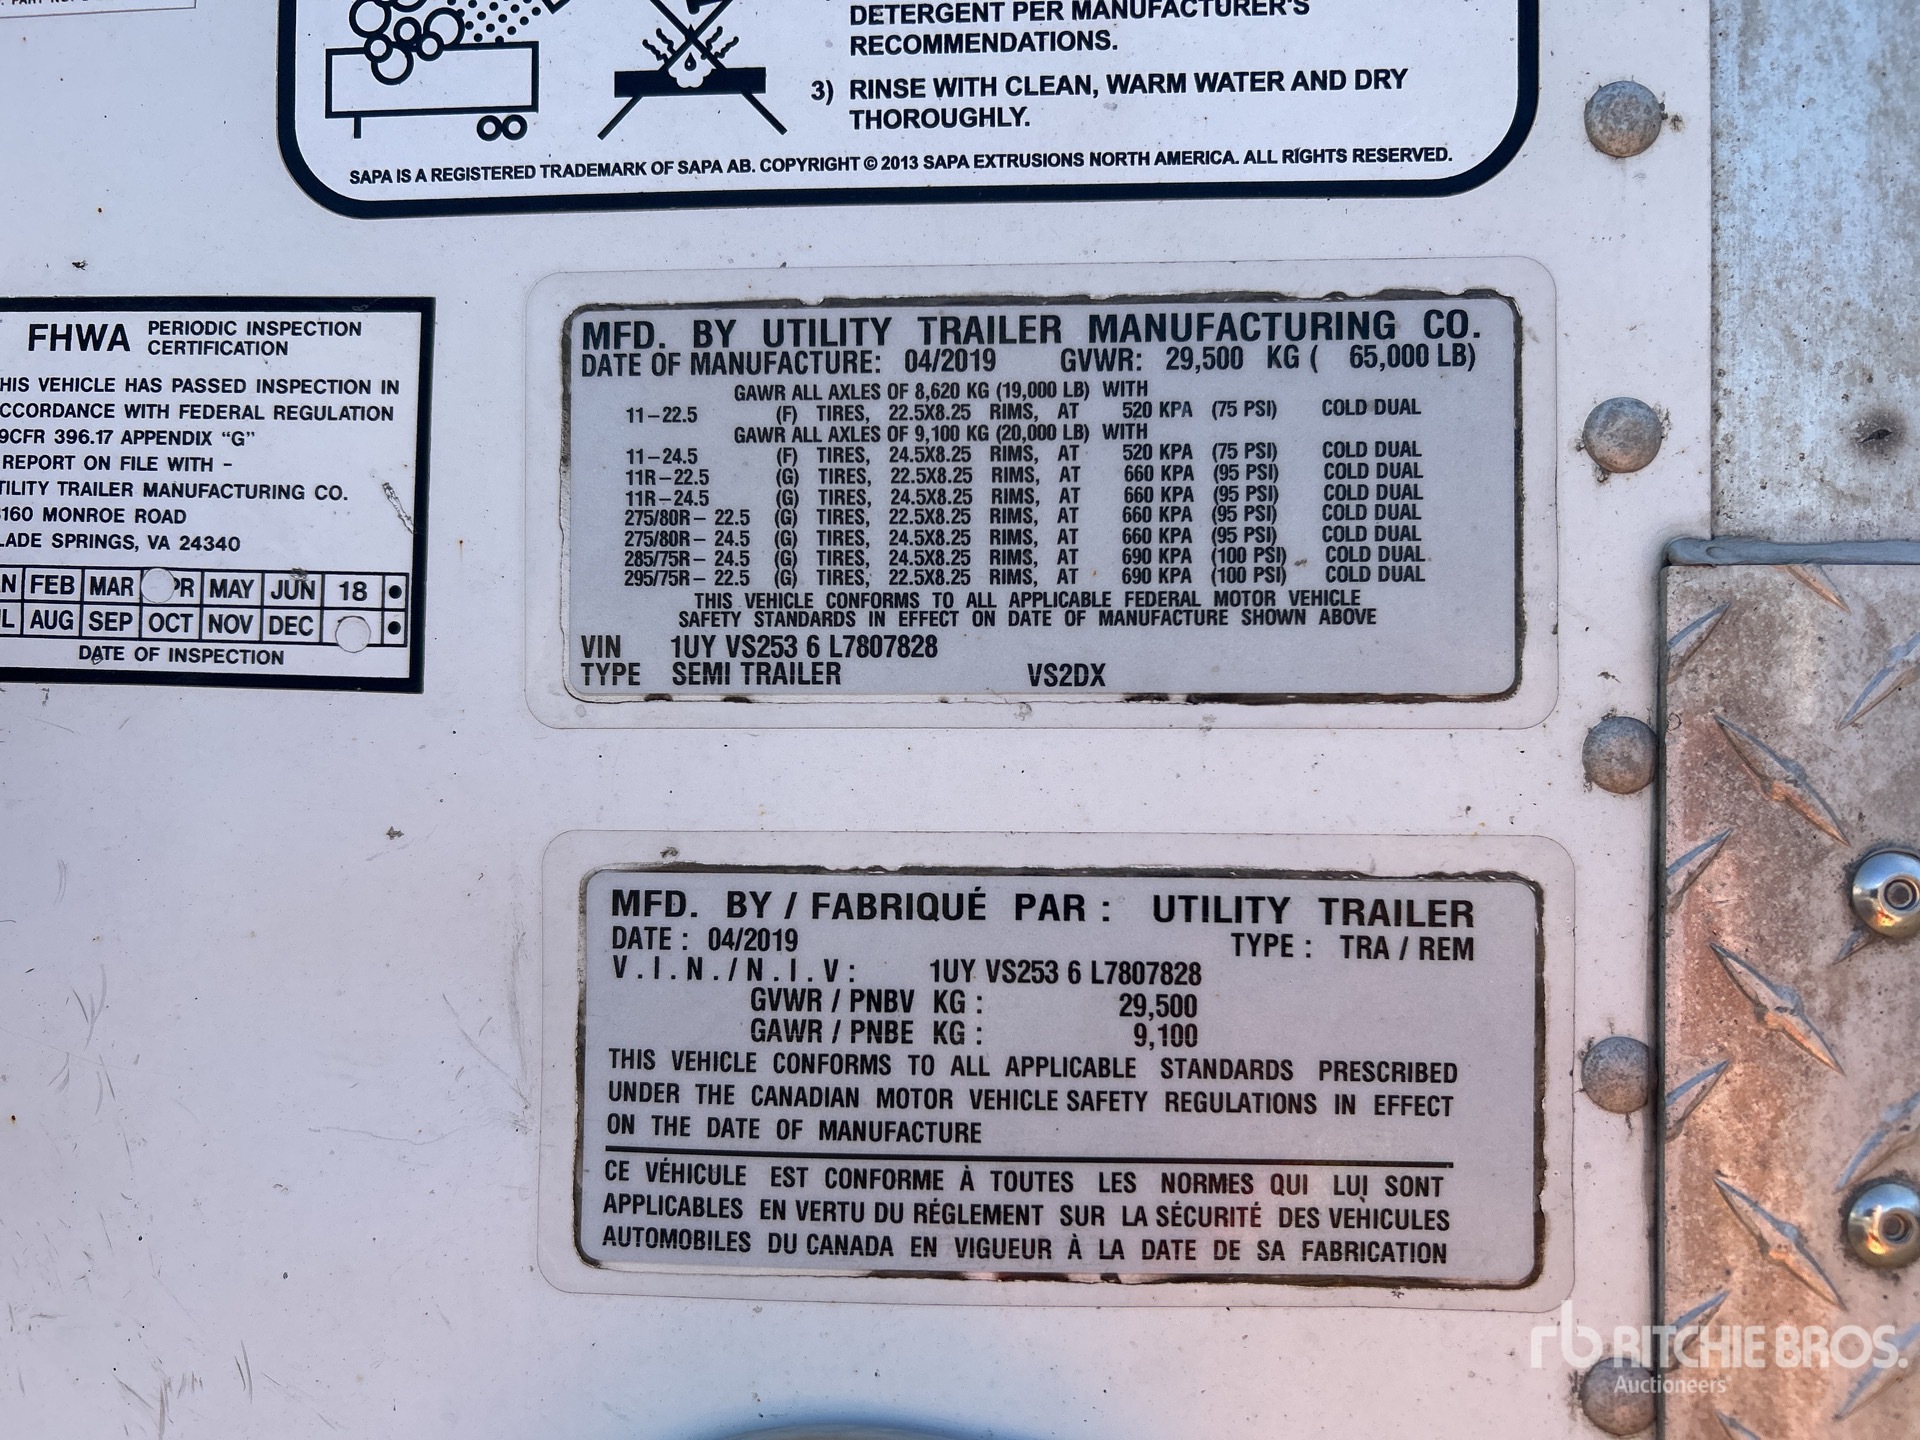 DETERGENT PER MANUFACTURER'S
RECOMMENDATIONS.
3) RINSE WITH CLEAN, WARM WATER AND DRY
THOROUGHLY.
SAPA IS A REGISTERED TRADEMARK OF SAPA AB. COPYRIGHT © 2013 SAPA EXTRUSIONS NORTH AMERICA. ALL RIGHTS RESERVED.
FHWA PERIODIC INSPECTION
CERTIFICATION
HIS VEHICLE HAS PASSED INSPECTION IN
CCORDANCE WITH FEDERAL REGULATION
9CFR 396.17 APPENDIX "G"
REPORT ON FILE WITH -
TILITY TRAILER MANUFACTURING CO.
160 MONROE ROAD
LADE SPRINGS, VA 24340
N FEB MAR PR MAY JUN 18 •
L AUG SEP OCT NOV DEC •
DATE OF INSPECTION
MFD. BY UTILITY TRAILER MANUFACTURING CO.
DATE OF MANUFACTURE: 04/2019 GVWR: 29,500 KG ( 65,000 LB)
GAWR ALL AXLES OF 8,620 KG (19,000 LB) WITH
11-22.5 (F) TIRES, 22.5X8.25 RIMS, AT 520 KPA (75 PSI) COLD DUAL
GAWR ALL AXLES OF 9,100 KG (20,000 LB) WITH
11-24.5 (F) TIRES, 24.5X8.25 RIMS, AT 520 KPA (75 PSI) COLD DUAL
11R-22.5 (G) TIRES, 22.5X8.25 RIMS, AT 660 KPA (95 PSI) COLD DUAL
11R-24.5 (G) TIRES, 24.5X8.25 RIMS, AT 660 KPA (95 PSI) COLD DUAL
275/80R- 22.5 (G) TIRES, 22.5X8.25 RIMS, AT 660 KPA (95 PSI) COLD DUAL
275/80R- 24.5 (G) TIRES, 24.5X8.25 RIMS, AT 660 KPA (95 PSI) COLD DUAL
285/75R- 24.5 (G) TIRES, 24.5X8.25 RIMS, AT 690 KPA (100 PSI) COLD DUAL
295/75R- 22.5 (G) TIRES, 22.5X8.25 RIMS, AT 690 KPA (100 PSI) COLD DUAL
THIS VEHICLE CONFORMS TO ALL APPLICABLE FEDERAL MOTOR VEHICLE
SAFETY STANDARDS IN EFFECT ON DATE OF MANUFACTURE SHOWN ABOVE
VIN 1UY VS253 6 L7807828
TYPE SEMI TRAILER VS2DX
MFD. BY / FABRIQUÉ PAR : UTILITY TRAILER
DATE : 04/2019 TYPE : TRA / REM
V.I.N./N.I.V: 1UY VS253 6 L7807828
GVWR / PNBV KG : 29,500
GAWR / PNBE KG : 9,100
THIS VEHICLE CONFORMS TO ALL APPLICABLE STANDARDS PRESCRIBED
UNDER THE CANADIAN MOTOR VEHICLE SAFETY REGULATIONS IN EFFECT
ON THE DATE OF MANUFACTURE
CE VÉHICULE EST CONFORME À TOUTES LES NORMES QUI LUI SONT
APPLICABLES EN VERTU DU RÉGLEMENT SUR LA SÉCURITÉ DES VEHICULES
AUTOMOBILES DU CANADA EN VIGUEUR À LA DATE DE SA FABRICATION
rb RITCHIE BROS.
Auctioneers